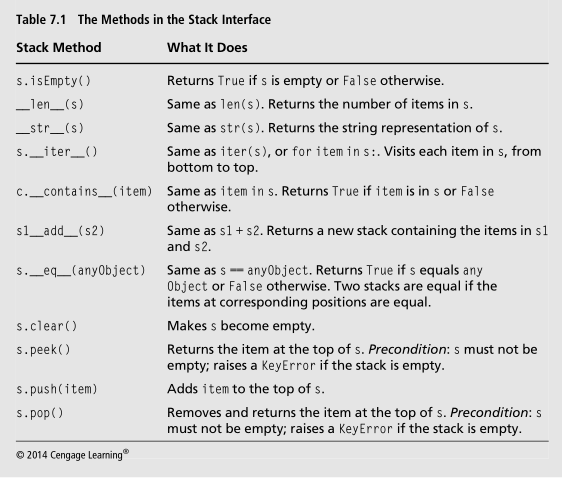 Table 7.1 The Methods in the Stack Interface
Stack Method What It Does
s.isEmpty() Returns True if s is empty or False otherwise.
__len__(s) Same as len(s). Returns the number of items in s.
__str__(s) Same as str(s). Returns the string representation of s.
s.__iter__() Same as iter(s), or for item in s:. Visits each item in s, from
bottom to top.
c.__contains__(item) Same as item in s. Returns True if item is in s or False
otherwise.
s1__add__(s2) Same as s1 + s2. Returns a new stack containing the items in s1
and s2.
s.__eq__(anyObject) Same as s == anyObject. Returns True if s equals any
Object or False otherwise. Two stacks are equal if the
items at corresponding positions are equal.
s.clear() Makes s become empty.
s.peek() Returns the item at the top of s. Precondition: s must not be
empty; raises a KeyError if the stack is empty.
s.push(item) Adds item to the top of s.
s.pop() Removes and returns the item at the top of s. Precondition: s
must not be empty; raises a KeyError if the stack is empty.
© 2014 Cengage Learning®